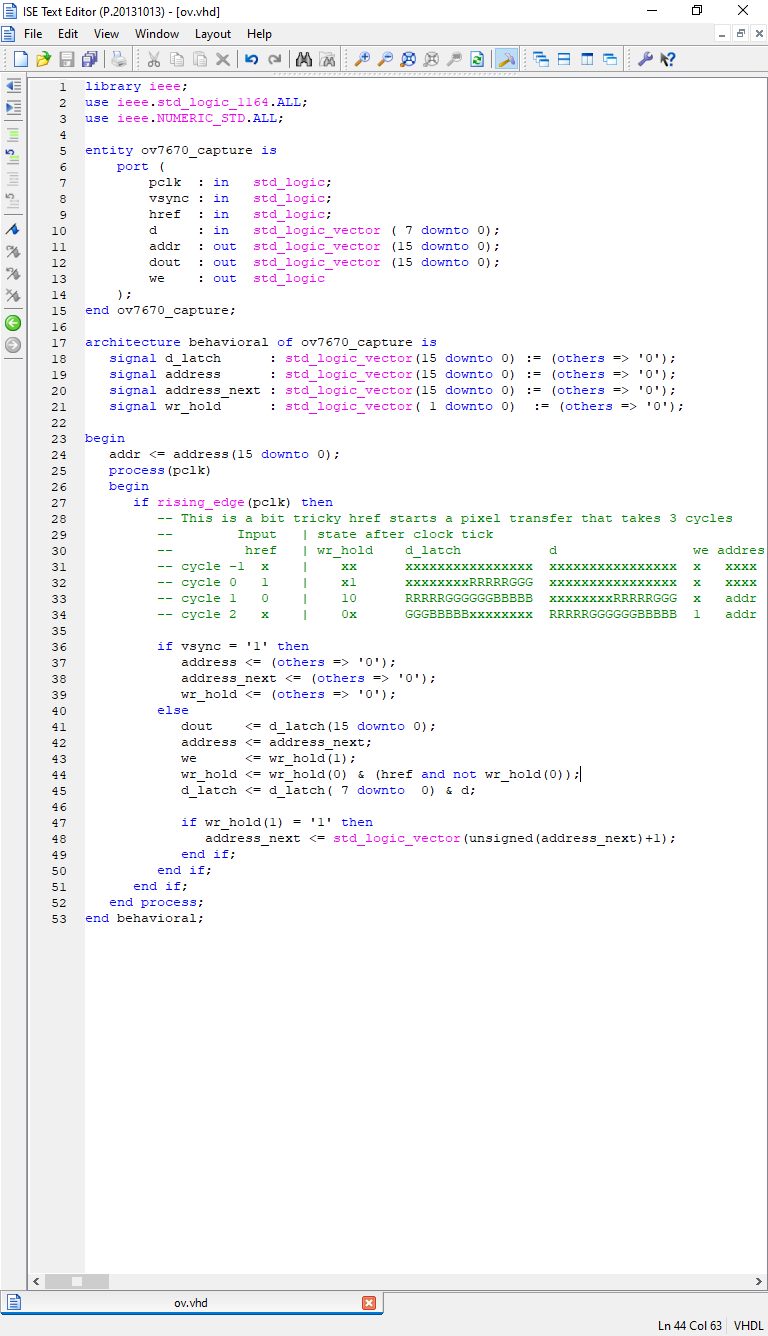 ISE Text Editor (P.20131013) - [ov.vhd]
File Edit View Window Layout Help
1 library ieee;
2 use ieee.std_logic_1164.ALL;
3 use ieee.NUMERIC_STD.ALL;
4
5 entity ov7670_capture is
6     port (
7         pclk  : in   std_logic;
8         vsync : in   std_logic;
9         href  : in   std_logic;
10         d     : in   std_logic_vector ( 7 downto 0);
11         addr  : out  std_logic_vector (15 downto 0);
12         dout  : out  std_logic_vector (15 downto 0);
13         we    : out  std_logic
14     );
15 end ov7670_capture;
16
17 architecture behavioral of ov7670_capture is
18    signal d_latch      : std_logic_vector(15 downto 0) := (others => '0');
19    signal address      : std_logic_vector(15 downto 0) := (others => '0');
20    signal address_next : std_logic_vector(15 downto 0) := (others => '0');
21    signal wr_hold      : std_logic_vector( 1 downto 0)  := (others => '0');
22
23 begin
24    addr <= address(15 downto 0);
25    process(pclk)
26    begin
27       if rising_edge(pclk) then
28          -- This is a bit tricky href starts a pixel transfer that takes 3 cycles
29          --        Input   | state after clock tick
30          --         href   | wr_hold    d_latch           d                 we addres
31          -- cycle -1  x    |    xx      xxxxxxxxxxxxxxxx  xxxxxxxxxxxxxxxx  x   xxxx
32          -- cycle 0   1    |    x1      xxxxxxxxRRRRRGGG  xxxxxxxxxxxxxxxx  x   xxxx
33          -- cycle 1   0    |    10      RRRRRGGGGGGBBBBB  xxxxxxxxRRRRRGGG  x   addr
34          -- cycle 2   x    |    0x      GGGBBBBBxxxxxxxx  RRRRRGGGGGGBBBBB  1   addr
35
36          if vsync = '1' then
37             address <= (others => '0');
38             address_next <= (others => '0');
39             wr_hold <= (others => '0');
40          else
41             dout    <= d_latch(15 downto 0);
42             address <= address_next;
43             we      <= wr_hold(1);
44             wr_hold <= wr_hold(0) & (href and not wr_hold(0));
45             d_latch <= d_latch( 7 downto  0) & d;
46
47             if wr_hold(1) = '1' then
48                address_next <= std_logic_vector(unsigned(address_next)+1);
49             end if;
50          end if;
51       end if;
52    end process;
53 end behavioral;
ov.vhd
Ln 44 Col 63 VHDL